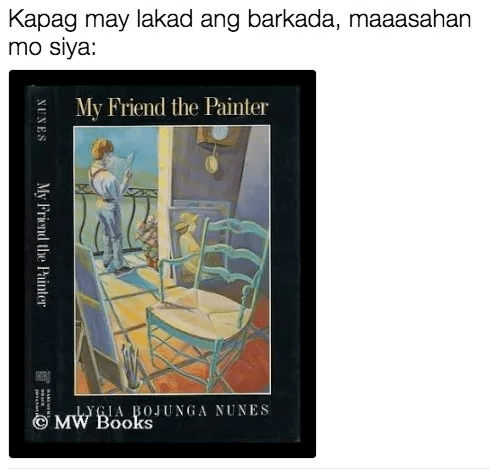 Kapag may lakad ang barkada, maaasahan
mo siya:
NUNES
My Friend the Painter
My Friend the Painter
LYGIA BOJUNGA NUNES
© MW Books